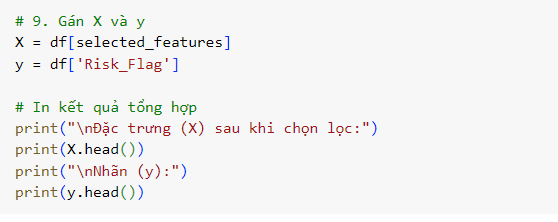 # 9. Gán X và y
X = df[selected_features]
y = df['Risk_Flag']
# In kết quả tổng hợp
print("\nĐặc trưng (X) sau khi chọn lọc:")
print(X.head())
print("\nNhãn (y):")
print(y.head())